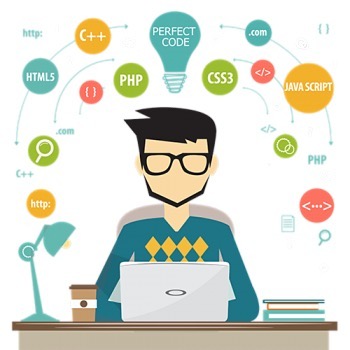 http:
C++
PERFECT
CODE
.com
{ }
HTML5
{ }
PHP
CSS3
</>
JAVA SCRIPT
.com
C++
PHP
http:
<...>